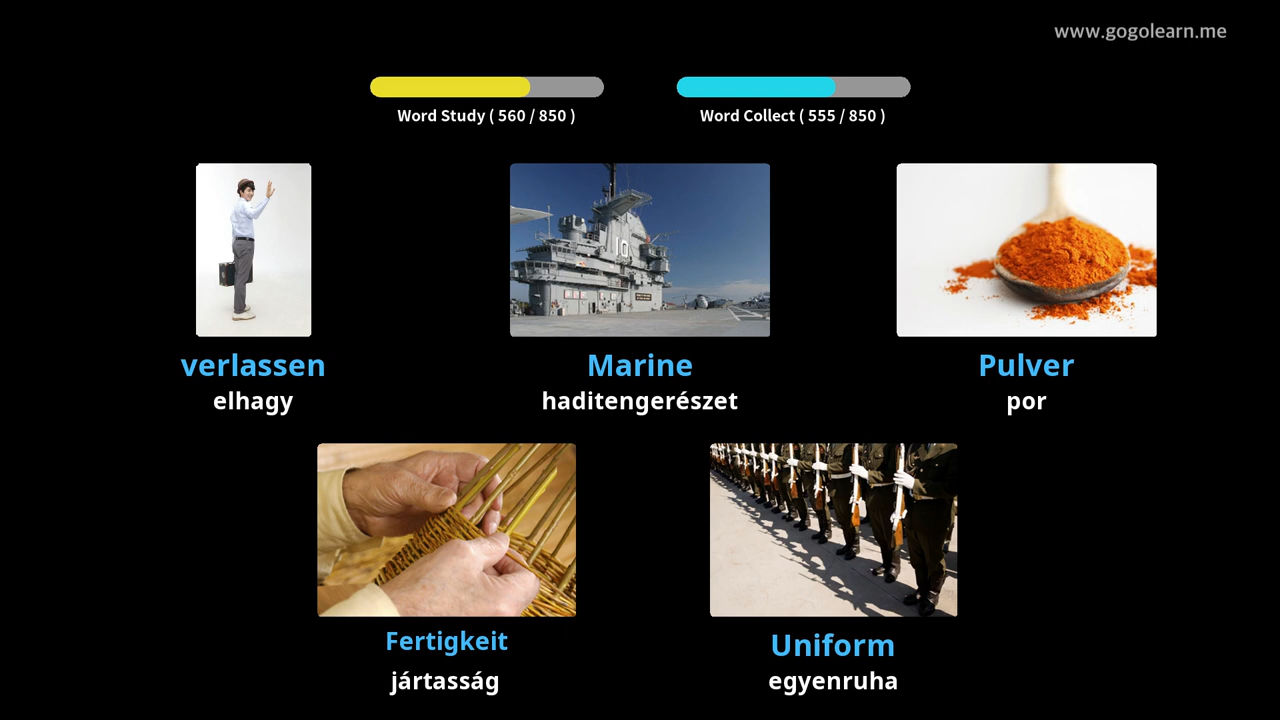 www.gogolearn.me
Word Study ( 560 / 850 )
Word Collect ( 555 / 850 )
verlassen
elhagy
Marine
haditengerészet
Pulver
por
Fertigkeit
jártasság
Uniform
egyenruha
10